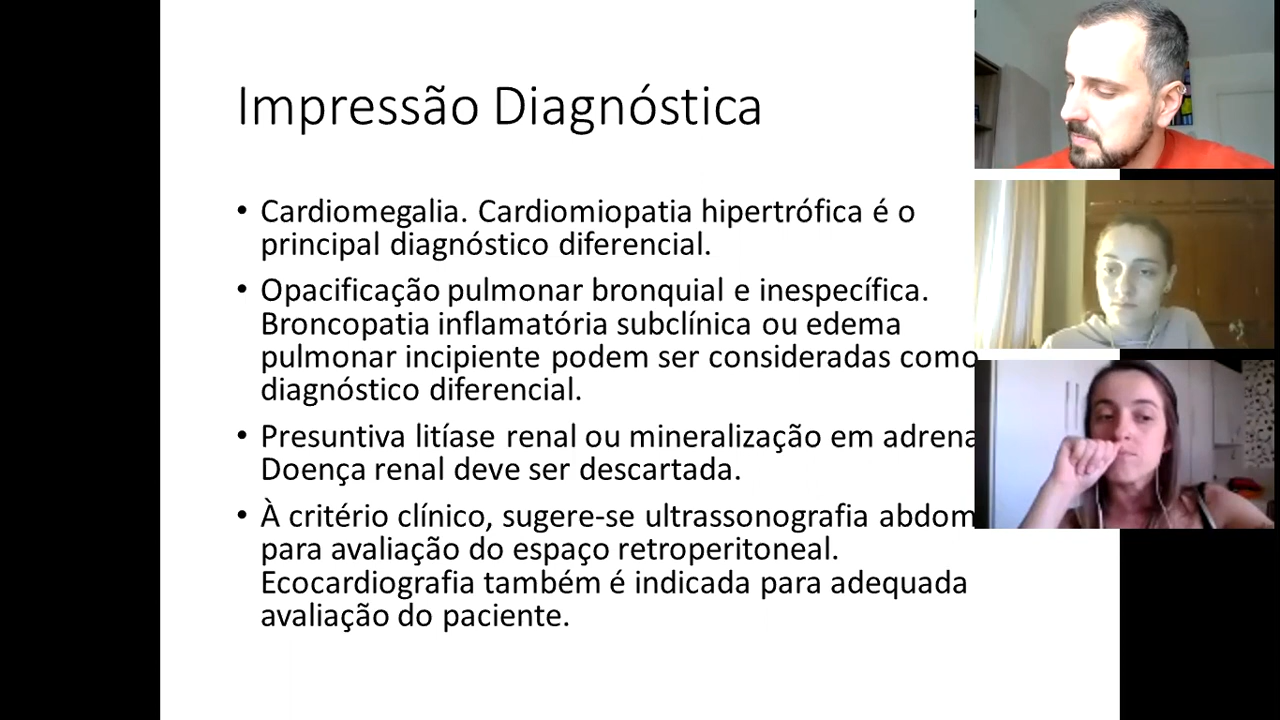 Impressão Diagnóstica
• Cardiomegalia. Cardiomiopatia hipertrófica é o
principal diagnóstico diferencial.
• Opacificação pulmonar bronquial e inespecífica.
Broncopatia inflamatória subclínica ou edema
pulmonar incipiente podem ser consideradas como
diagnóstico diferencial.
• Presuntiva litíase renal ou mineralização em
Doença renal deve ser descartada.
• À critério clínico, sugere-se ultrassonografia
para avaliação do espaço retroperitoneal.
Ecocardiografia também é indicada para adequada
avaliação do paciente.